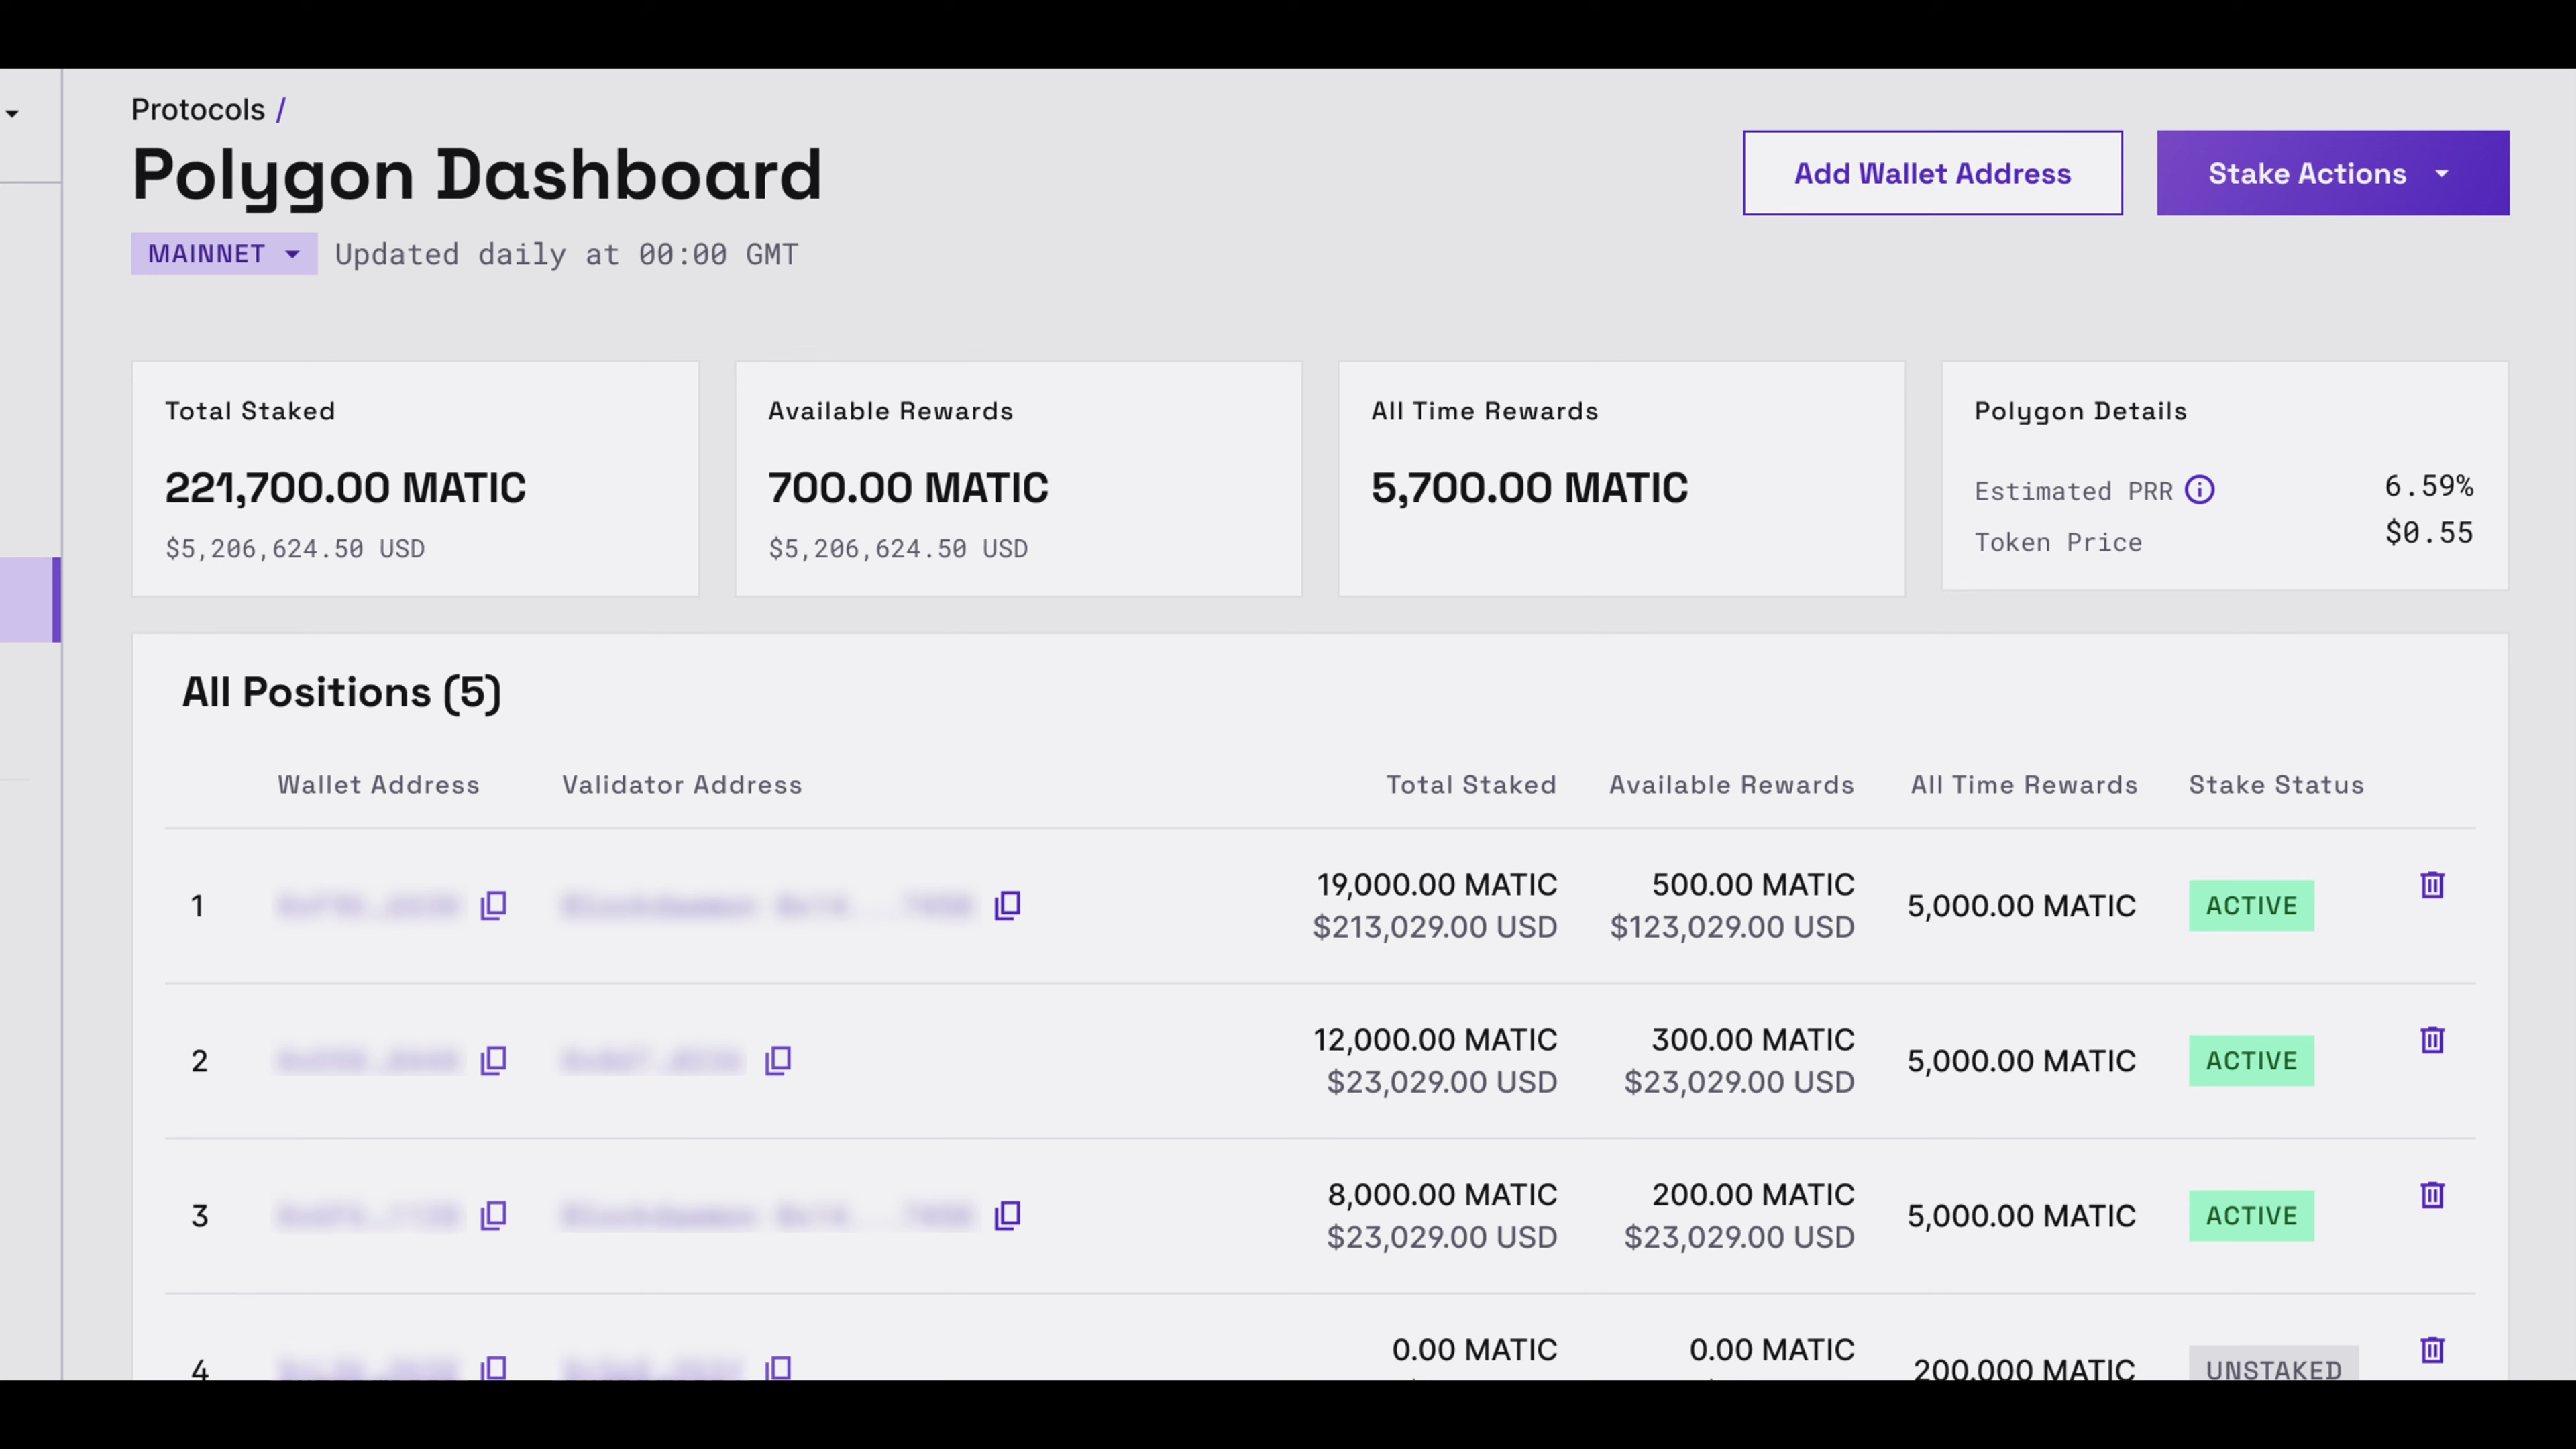 Protocols /
Polygon Dashboard
Add Wallet Address
Stake Actions
MAINNET Updated daily at 00:00 GMT
Total Staked
221,700.00 MATIC
$5,206,624.50 USD
Available Rewards
700.00 MATIC
$5,206,624.50 USD
All Time Rewards
5,700.00 MATIC
Polygon Details
Estimated PRR 6.59%
Token Price $0.55
All Positions (5)
Wallet Address Validator Address Total Staked Available Rewards All Time Rewards Stake Status
1 19,000.00 MATIC 500.00 MATIC 5,000.00 MATIC ACTIVE
$213,029.00 USD $123,029.00 USD
2 12,000.00 MATIC 300.00 MATIC 5,000.00 MATIC ACTIVE
$23,029.00 USD $23,029.00 USD
3 8,000.00 MATIC 200.00 MATIC 5,000.00 MATIC ACTIVE
$23,029.00 USD $23,029.00 USD
4 0.00 MATIC 0.00 MATIC 200.000 MATIC UNSTAKED